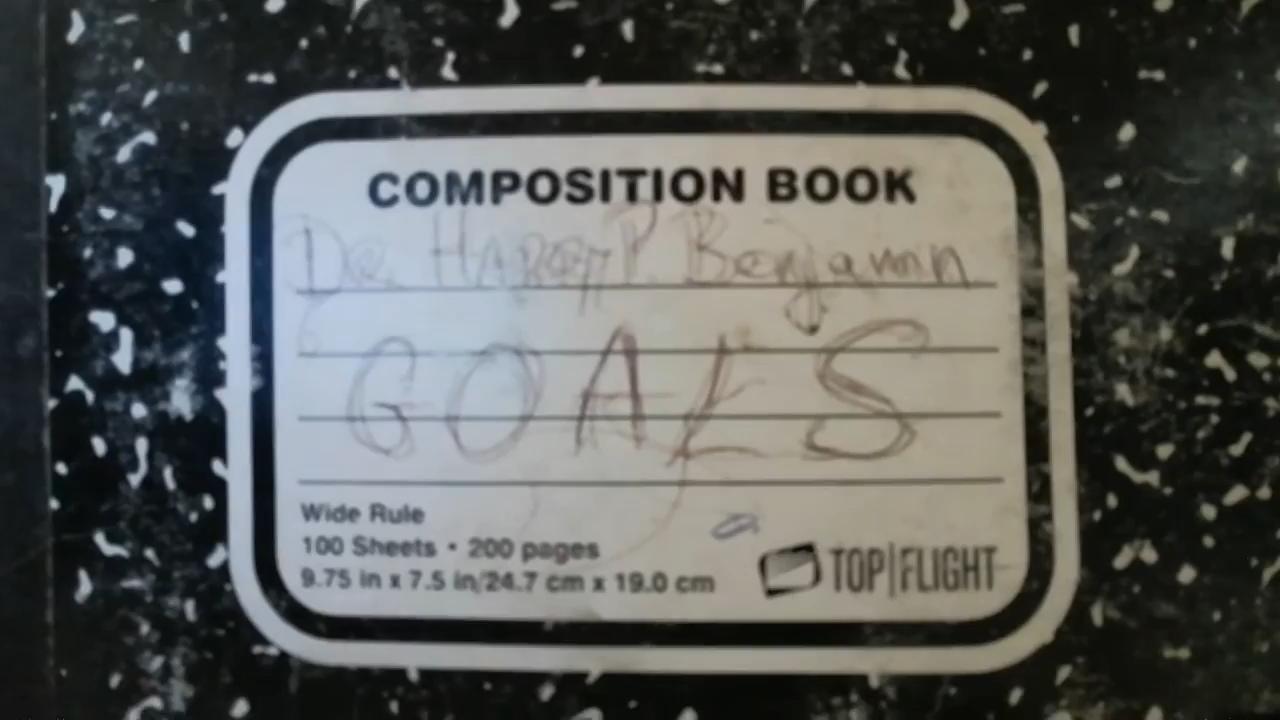 COMPOSITION BOOK
Dr. HARRY P. Benjamin
GOALS
Wide Rule
100 Sheets • 200 pages
9.75 in x 7.5 in/24.7 cm x 19.0 cm
TOP|FLIGHT